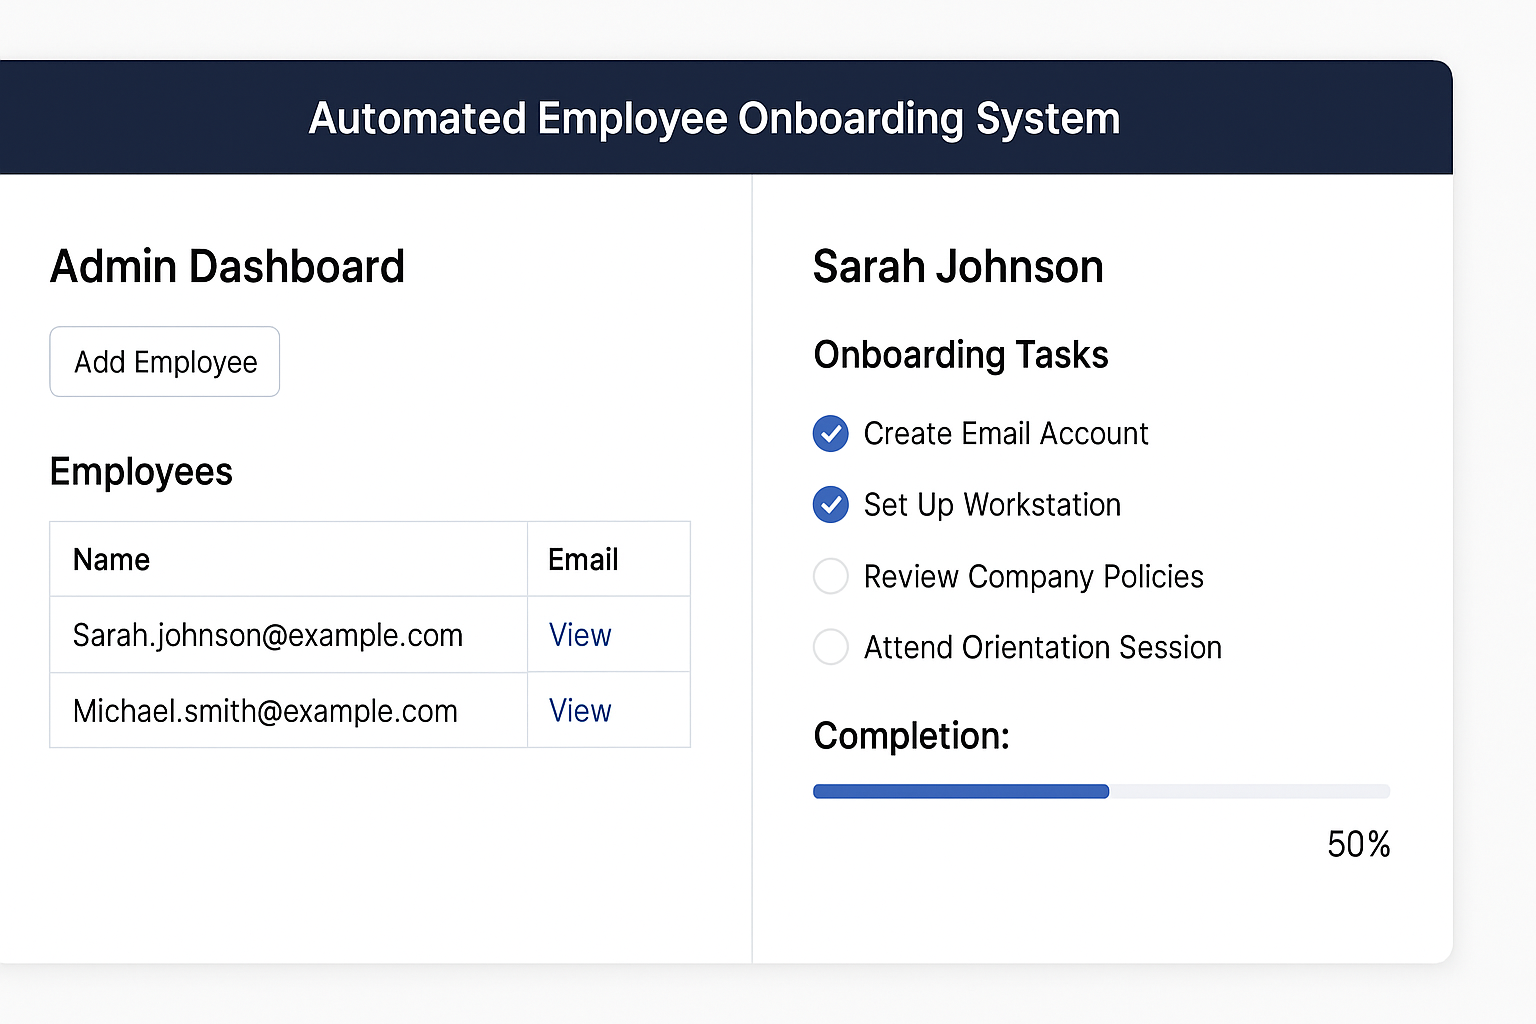 Automated Employee Onboarding System
Admin Dashboard
Add Employee
Employees
Name Email
Sarah.johnson@example.com View
Michael.smith@example.com View
Sarah Johnson
Onboarding Tasks
Create Email Account
Set Up Workstation
Review Company Policies
Attend Orientation Session
Completion:
50%